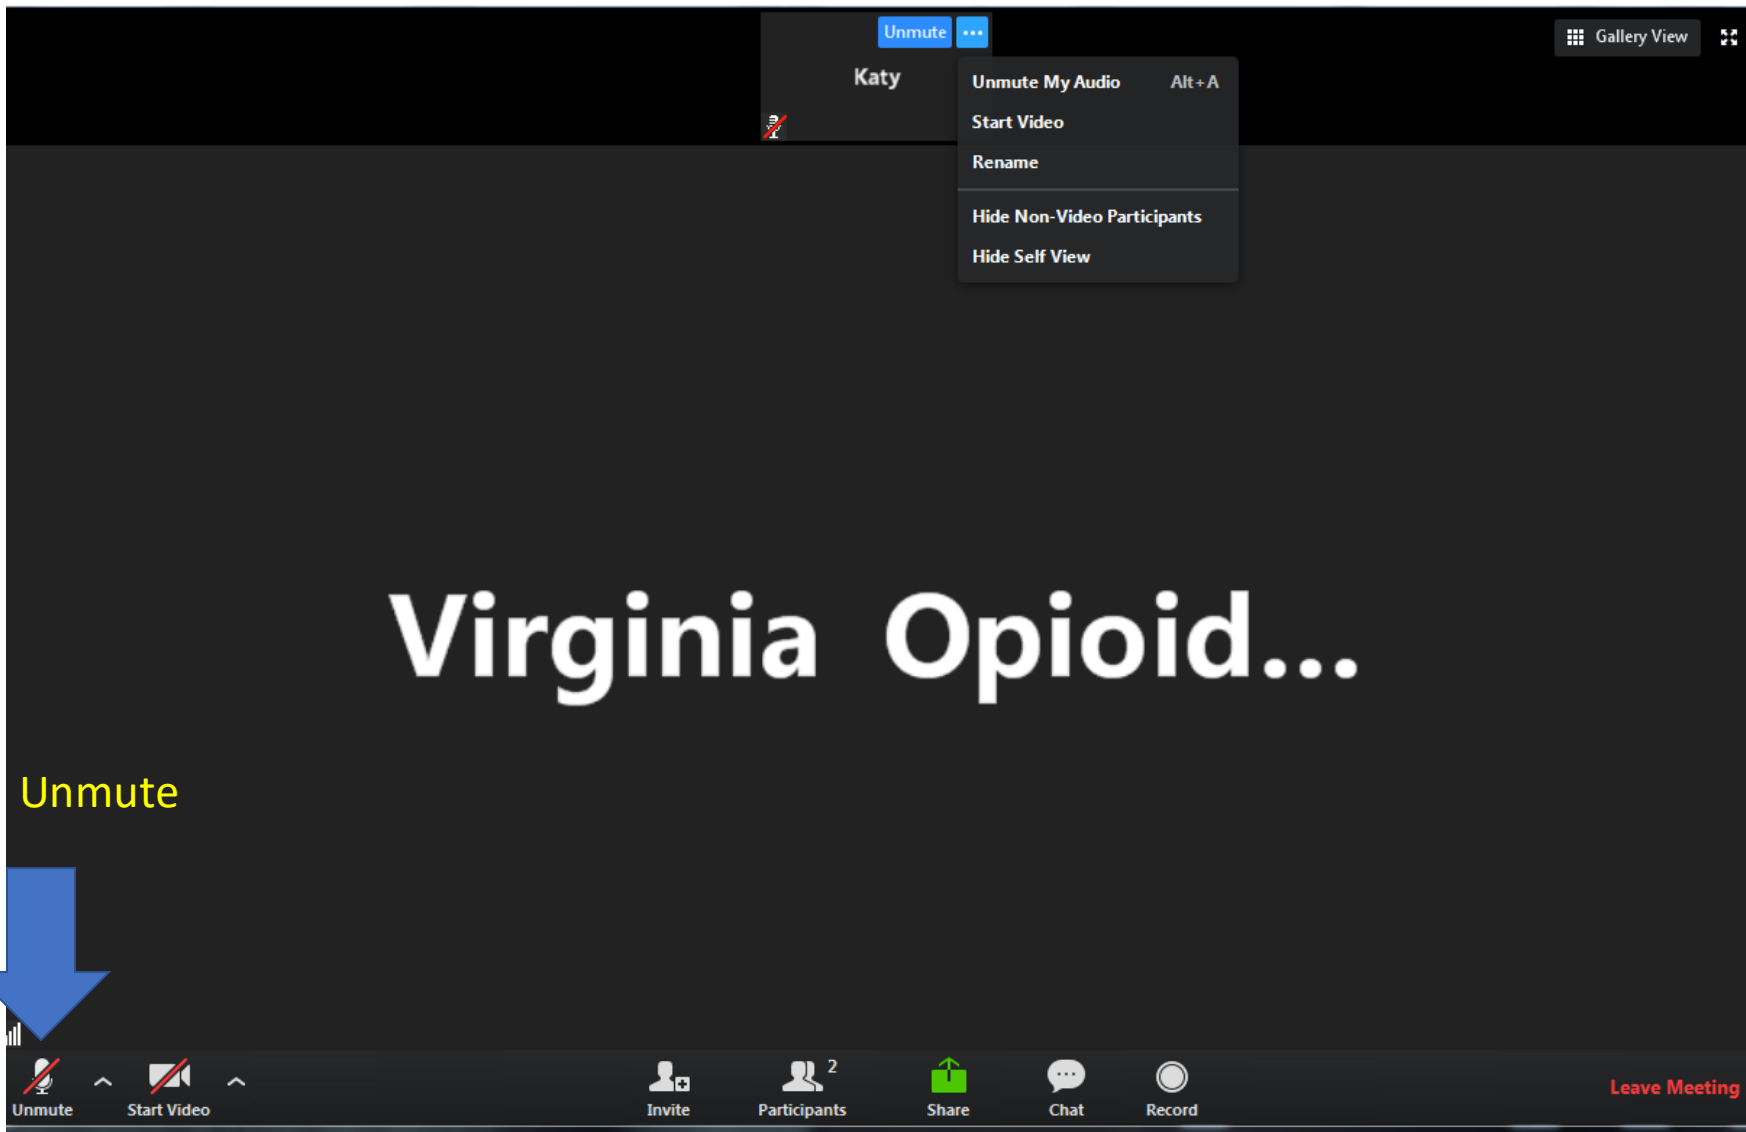 Unmute ...
Gallery View
Katy
Unmute My Audio Alt+A
Start Video
Rename
Hide Non-Video Participants
Hide Self View
Virginia Opioid...
Unmute
2
Unmute
Start Video
Invite
Participants
Share
Chat
Record
Leave Meeting